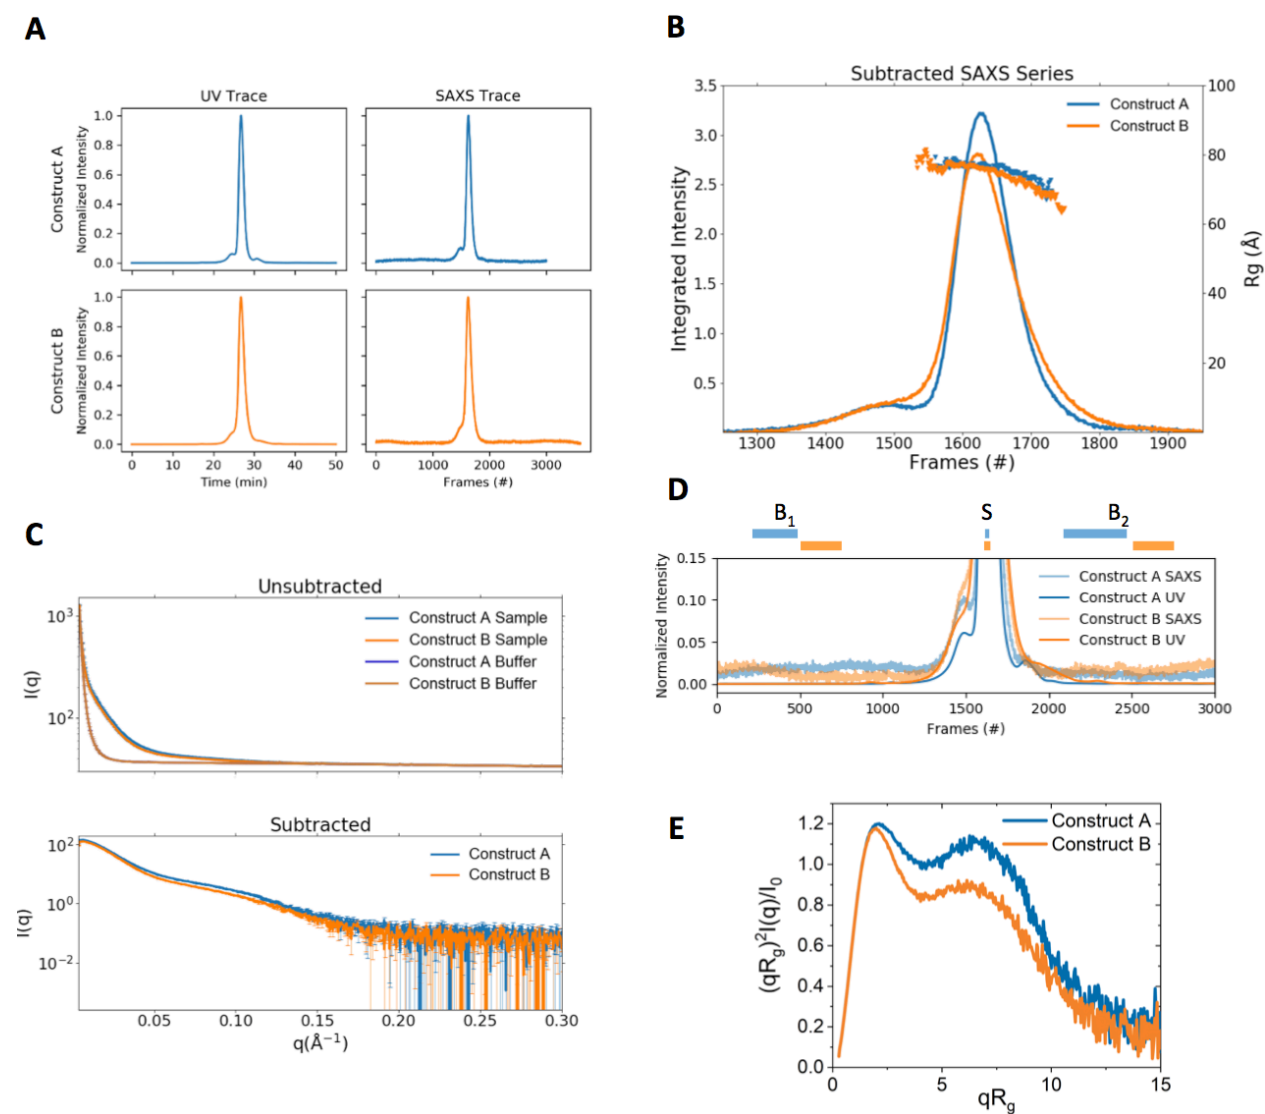 A
UV Trace
SAXS Trace
Construct A
Normalized Intensity
1.0
0.8
0.6
0.4
0.2
0.0
Construct B
Normalized Intensity
1.0
0.8
0.6
0.4
0.2
0.0
0 10 20 30 40 50
Time (min)
0 1000 2000 3000
Frames (#)
B
Subtracted SAXS Series
Construct A
Construct B
Integrated Intensity
3.5
3.0
2.5
2.0
1.5
1.0
0.5
100
80
60
40
20
Rg (Å)
1300 1400 1500 1600 1700 1800 1900
Frames (#)
C
Unsubtracted
I(q)
10³
10²
Construct A Sample
Construct B Sample
Construct A Buffer
Construct B Buffer
Subtracted
I(q)
10²
10⁰
10⁻²
Construct A
Construct B
0.05 0.10 0.15 0.20 0.25 0.30
q(Å⁻¹)
D
B₁ S B₂
Normalized Intensity
0.15
0.10
0.05
0.00
Construct A SAXS
Construct A UV
Construct B SAXS
Construct B UV
0 500 1000 1500 2000 2500 3000
Frames (#)
E
(qRg)²I(q)/I₀
1.2
1.0
0.8
0.6
0.4
0.2
0.0
Construct A
Construct B
0 5 10 15
qRg